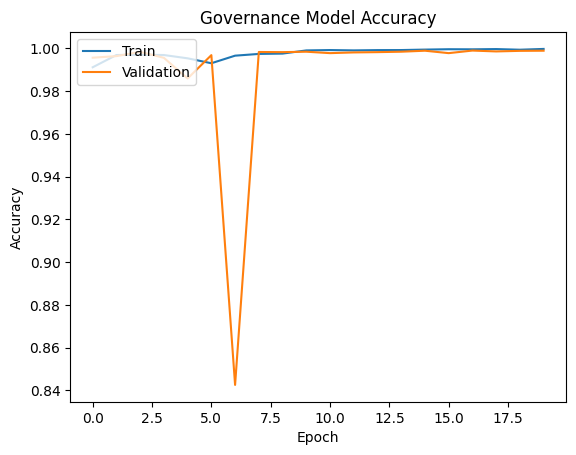 Governance Model Accuracy
Train
Validation
1.00
0.98
0.96
0.94
0.92
0.90
0.88
0.86
0.84
Accuracy
0.0 2.5 5.0 7.5 10.0 12.5 15.0 17.5
Epoch